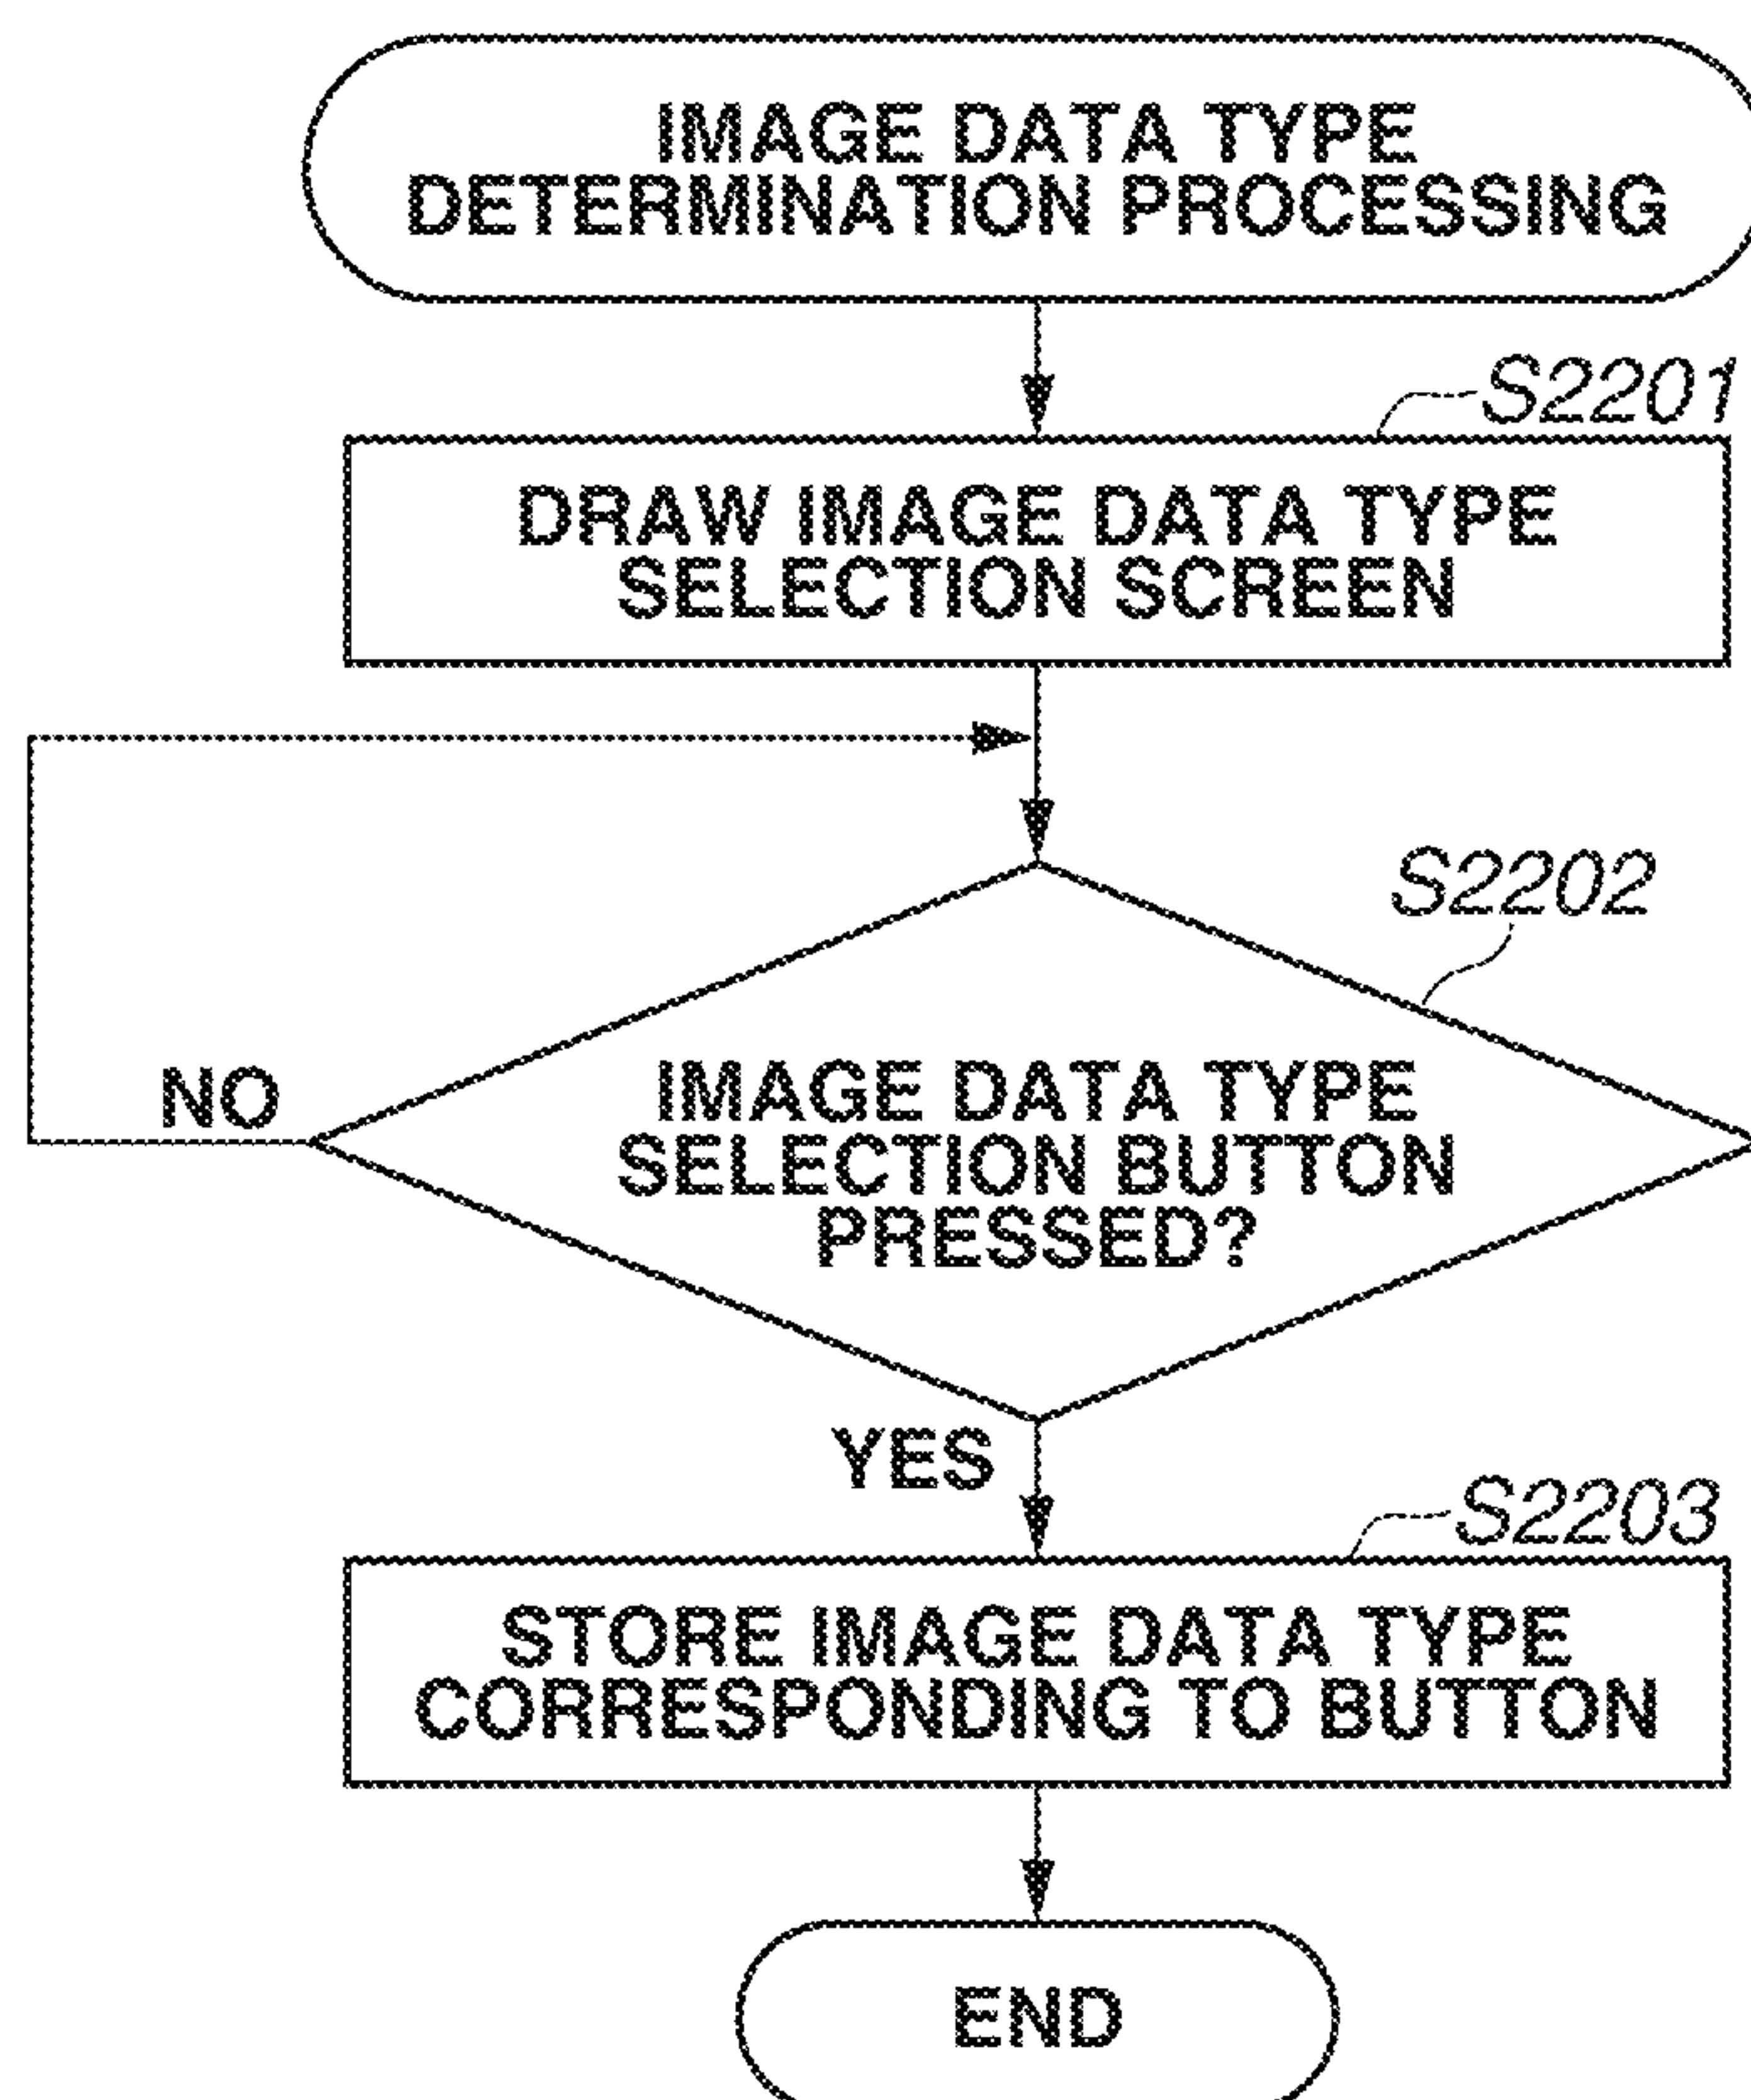 IMAGE DATA TYPE
DETERMINATION PROCESSING
S2201
DRAW IMAGE DATA TYPE
SELECTION SCREEN
S2202
IMAGE DATA TYPE
SELECTION BUTTON
PRESSED?
NO
YES
S2203
STORE IMAGE DATA TYPE
CORRESPONDING TO BUTTON
END